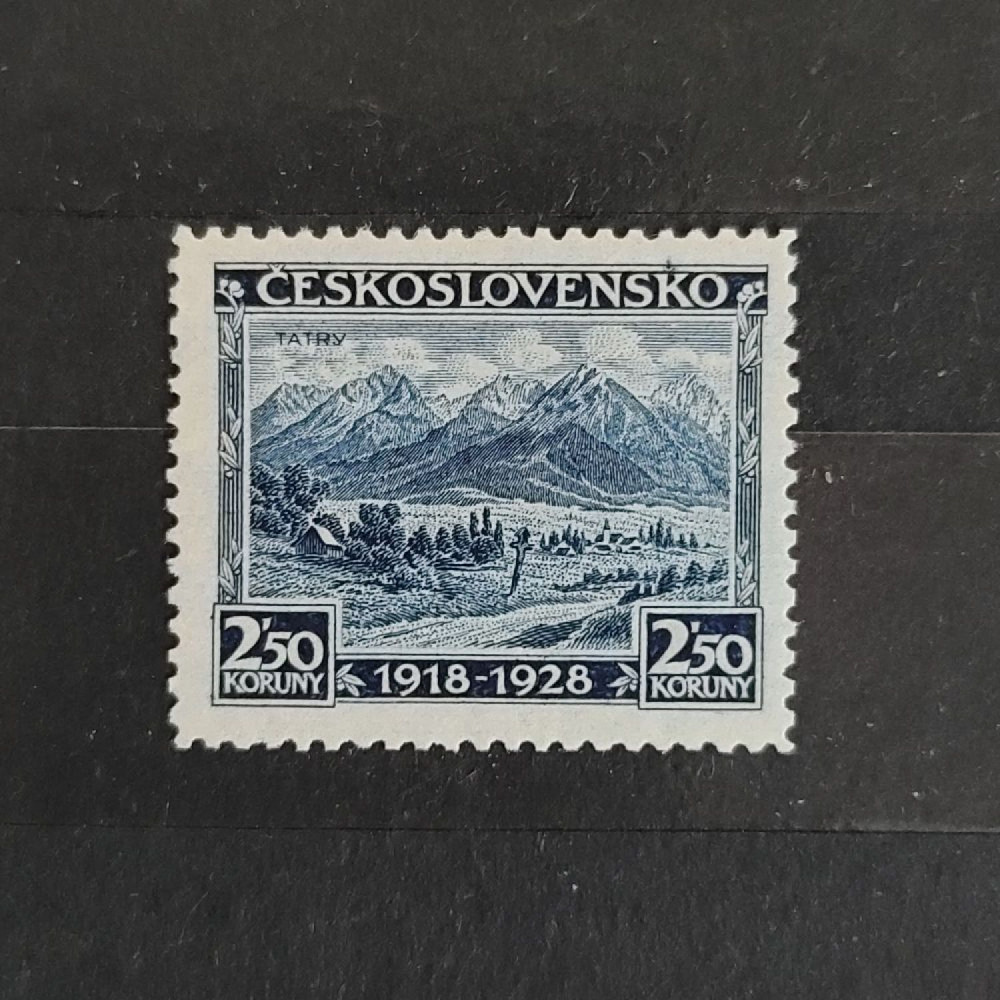 ČESKOSLOVENSKO
TATRY
2'50 2'50
KORUNY 1918-1928 KORUNY